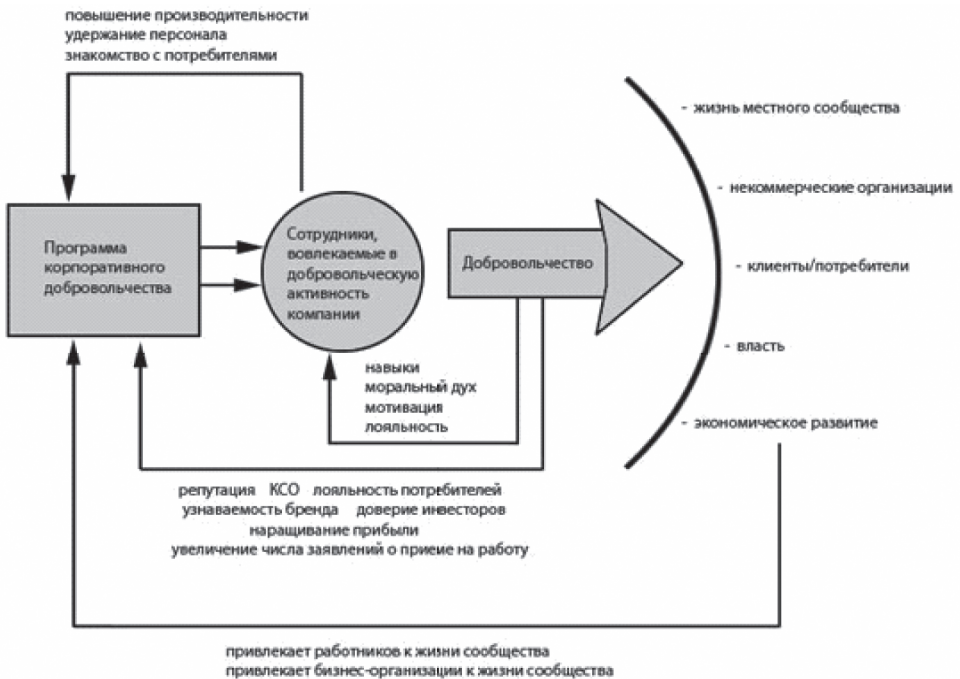 повышение производительности
удержание персонала
знакомство с потребителями
- жизнь местного сообщества
- некоммерческие организации
- клиенты/потребители
- власть
- экономическое развитие
Программа
корпоративного
добровольчества
Сотрудники,
вовлекаемые в
добровольческую
активность
компании
Добровольчество
навыки
моральный дух
мотивация
лояльность
репутация КСО лояльность потребителей
узнаваемость бренда доверие инвесторов
наращивание прибыли
увеличение числа заявлений о приеме на работу
привлекает работников к жизни сообщества
привлекает бизнес-организации к жизни сообщества